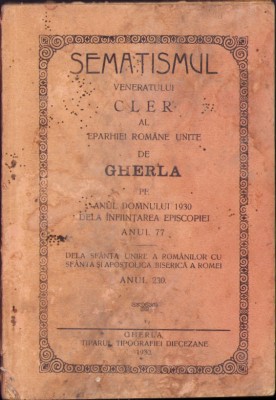 ȘEMATISMUL
VENERATULUI
CLER
AL
EPARHIEI ROMÂNE UNITE
DE
GHERLA
PE
ANUL DOMNULUI 1930
DELA ÎNFIINȚAREA EPISCOPIEI
ANUL 77
DELA SFÂNTA UNIRE A ROMÂNILOR CU
SFÂNTA ȘI APOSTOLICA BISERICĂ A ROMEI
ANUL 230.
GHERLA
TIPARUL TIPOGRAFIEI DIECEZANE
1930.